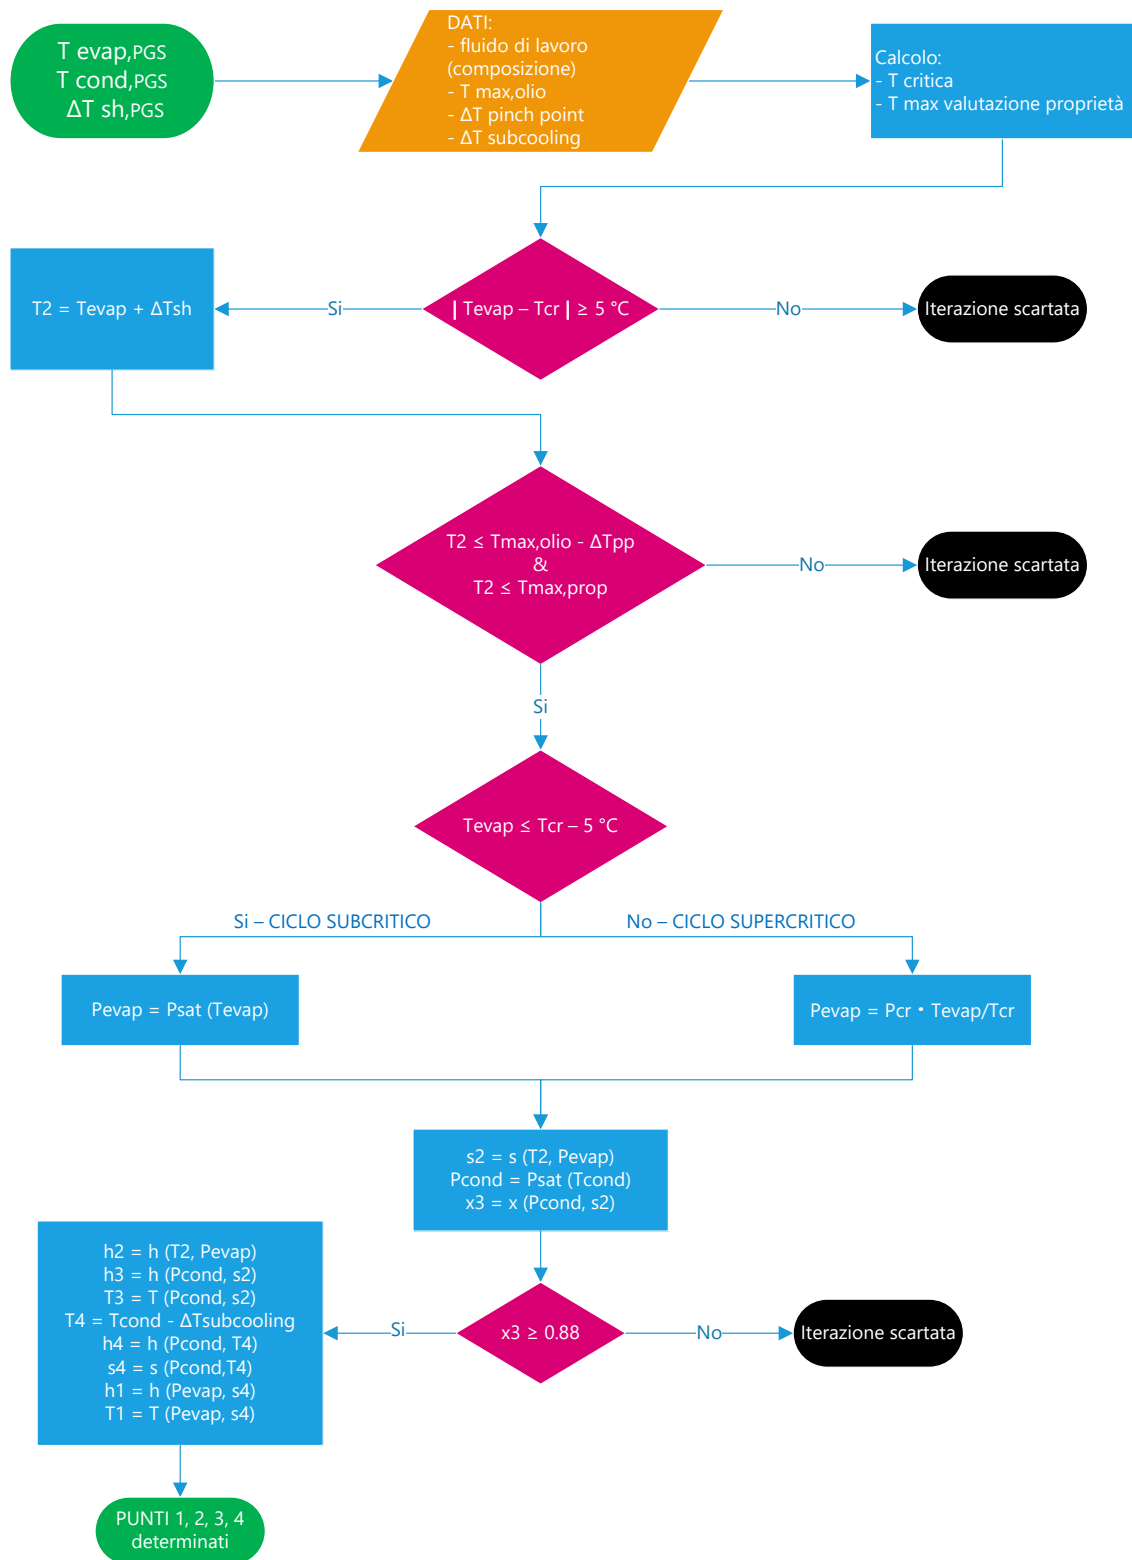 T evap,PGS
T cond,PGS
ΔT sh,PGS
DATI:
- fluido di lavoro
(composizione)
- T max,olio
- ΔT pinch point
- ΔT subcooling
Calcolo:
- T critica
- T max valutazione proprietà
T2 = Tevap + ΔTsh
Si
| Tevap – Tcr | ≥ 5 °C
No
Iterazione scartata
T2 ≤ Tmax,olio - ΔTpp
&
T2 ≤ Tmax,prop
No
Iterazione scartata
Si
Tevap ≤ Tcr – 5 °C
Si – CICLO SUBCRITICO
No – CICLO SUPERCRITICO
Pevap = Psat (Tevap)
Pevap = Pcr • Tevap/Tcr
s2 = s (T2, Pevap)
Pcond = Psat (Tcond)
x3 = x (Pcond, s2)
h2 = h (T2, Pevap)
h3 = h (Pcond, s2)
T3 = T (Pcond, s2)
T4 = Tcond - ΔTsubcooling
h4 = h (Pcond, T4)
s4 = s (Pcond,T4)
h1 = h (Pevap, s4)
T1 = T (Pevap, s4)
Si
x3 ≥ 0.88
No
Iterazione scartata
PUNTI 1, 2, 3, 4
determinati